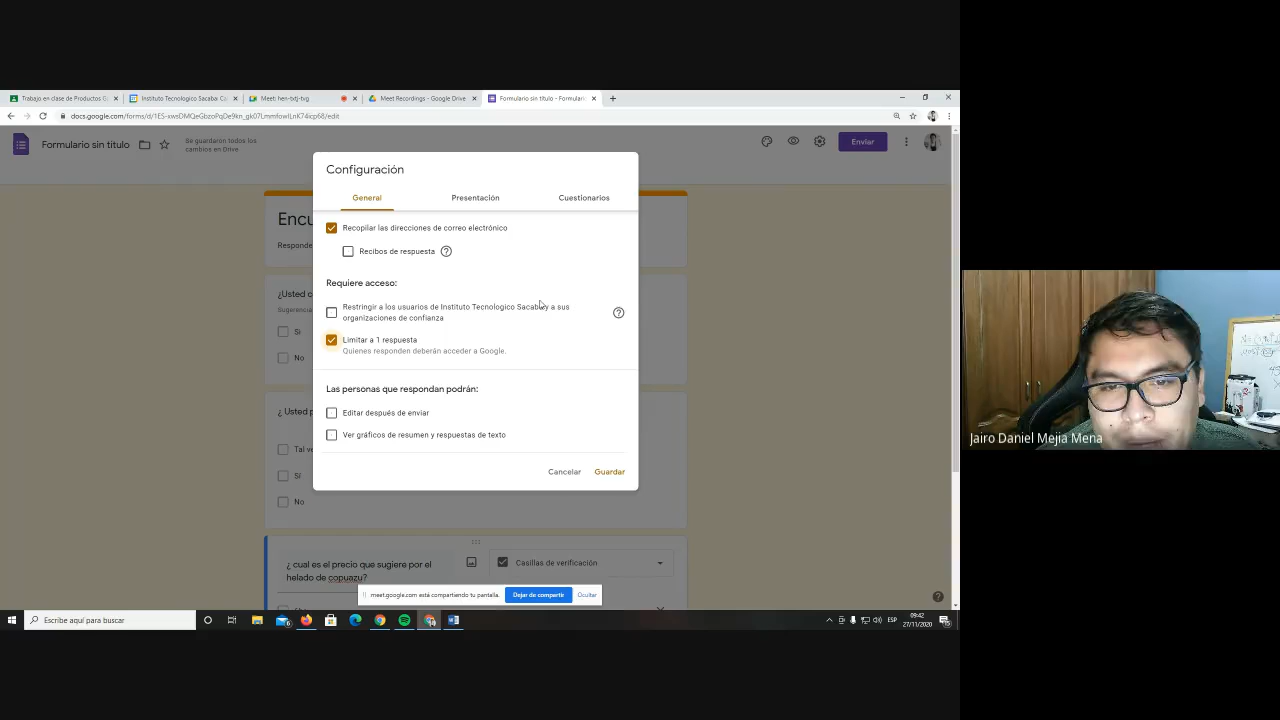 Trabajo en clase de Productos G
Instituto Tecnologico Sacaba: Ca
Meet: hen-bitj-tvg
Meet Recordings - Google Drive
Formulario sin título - Formulario
docs.google.com/forms/d/
/edit
Formulario sin título
Se guardaron todos los
cambios en Drive
Enviar
Configuración
General
Presentación
Cuestionarios
Encu
Responde
Recopilar las direcciones de correo electrónico
Recibos de respuesta
Requiere acceso:
¿Usted c
Sugerencia
Restringir a los usuarios de Instituto Tecnologico Sacaba y a sus
organizaciones de confianza
Si
Limitar a 1 respuesta
Quienes responden deberán acceder a Google.
No
Las personas que respondan podrán:
¿ Usted p
Editar después de enviar
Ver gráficos de resumen y respuestas de texto
Tal ve
Cancelar
Guardar
Sí
No
¿ cual es el precio que sugiere por el
helado de copuazu?
Casillas de verificación
meet.google.com está compartiendo tu pantalla.
Dejar de compartir
Ocultar
Escribe aquí para buscar
ESP
09:42
27/11/2020
Jairo Daniel Mejia Mena